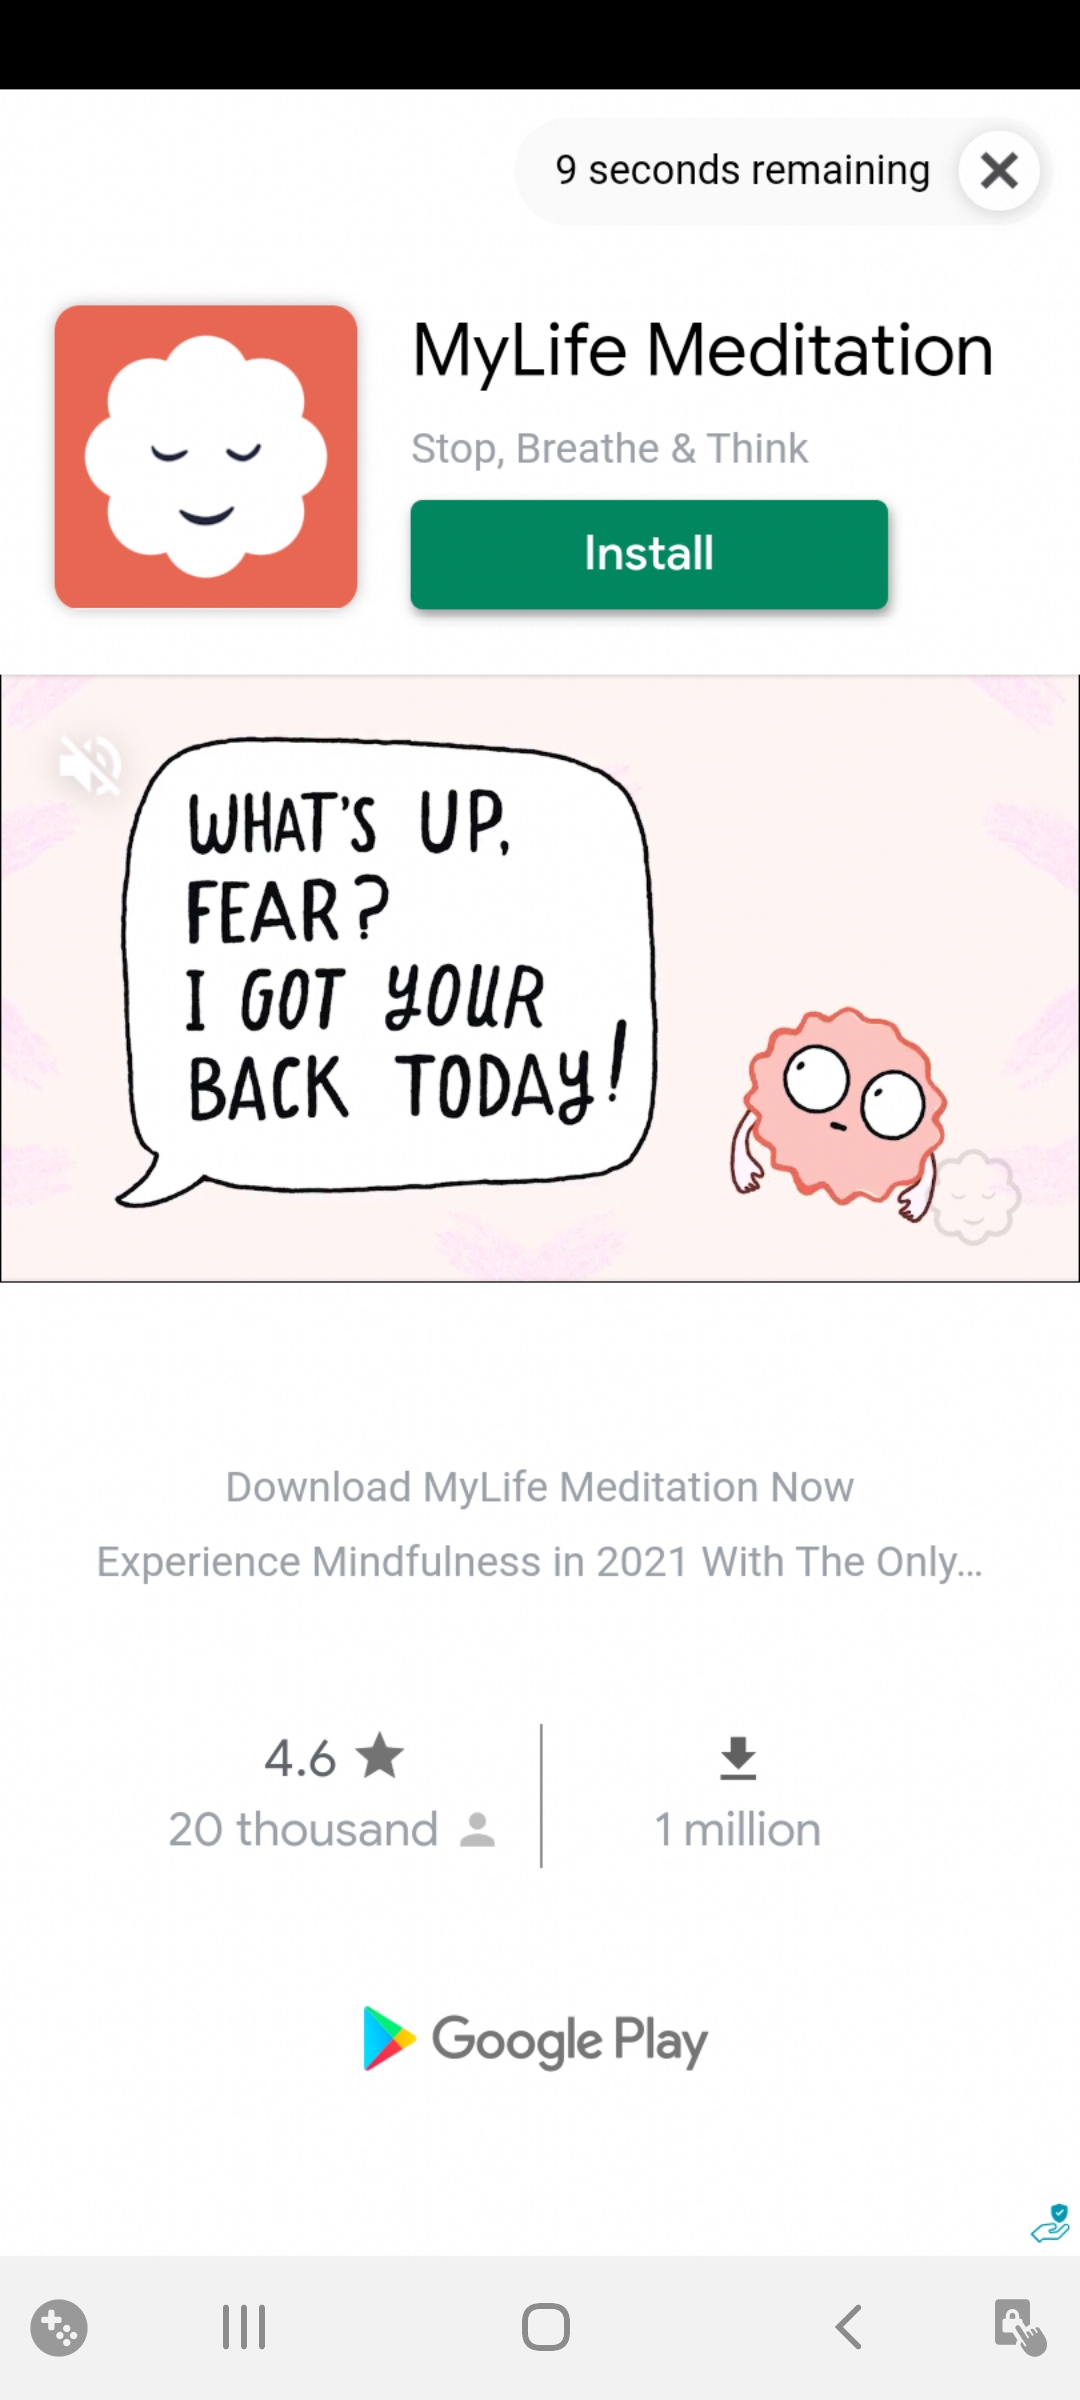 9 seconds remaining
MyLife Meditation
Stop, Breathe & Think
Install
WHAT'S UP,
FEAR?
I GOT YOUR
BACK TODAY!
Download MyLife Meditation Now
Experience Mindfulness in 2021 With The Only...
4.6
20 thousand
1 million
Google Play